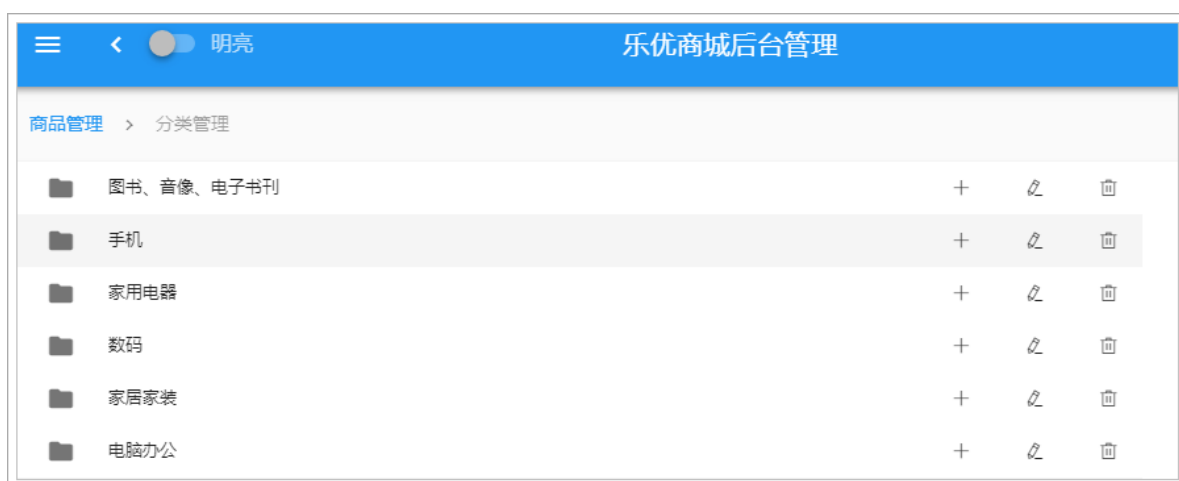 明亮 乐优商城后台管理
商品管理 > 分类管理
图书、音像、电子书刊
手机
家用电器
数码
家居家装
电脑办公